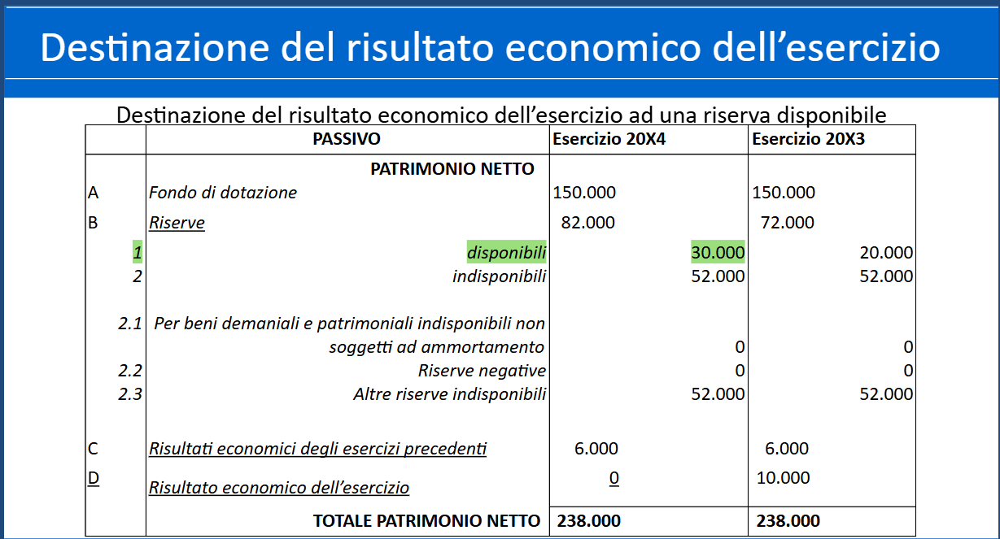 Destinazione del risultato economico dell’esercizio
Destinazione del risultato economico dell’esercizio ad una riserva disponibile
PASSIVO Esercizio 20X4 Esercizio 20X3
PATRIMONIO NETTO
A Fondo di dotazione 150.000 150.000
B Riserve 82.000 72.000
1 disponibili 30.000 20.000
2 indisponibili 52.000 52.000
2.1 Per beni demaniali e patrimoniali indisponibili non
soggetti ad ammortamento 0 0
2.2 Riserve negative 0 0
2.3 Altre riserve indisponibili 52.000 52.000
C Risultati economici degli esercizi precedenti 6.000 6.000
D Risultato economico dell’esercizio 0 10.000
TOTALE PATRIMONIO NETTO 238.000 238.000